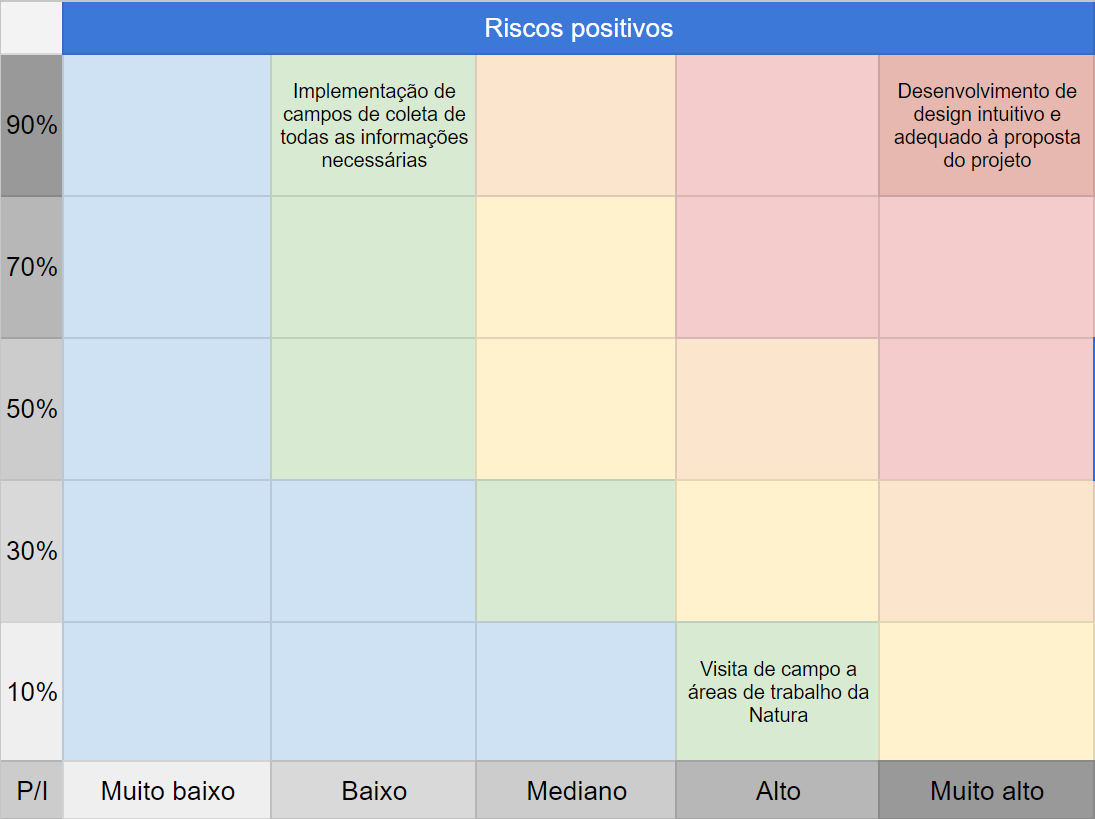 Riscos positivos
90%
Implementação de
campos de coleta de
todas as informações
necessárias
Desenvolvimento de
design intuitivo e
adequado à proposta
do projeto
70%
50%
30%
10%
Visita de campo a
áreas de trabalho da
Natura
P/I
Muito baixo
Baixo
Mediano
Alto
Muito alto